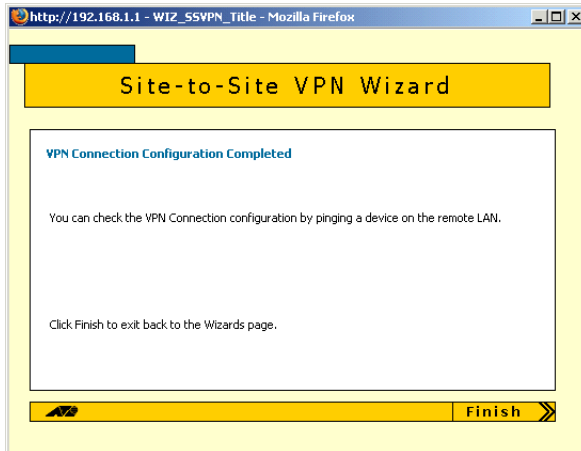 http://192.168.1.1 - WIZ_SSVPN_Title - Mozilla Firefox
Site-to-Site VPN Wizard
VPN Connection Configuration Completed
You can check the VPN Connection configuration by pinging a device on the remote LAN.
Click Finish to exit back to the Wizards page.
Finish